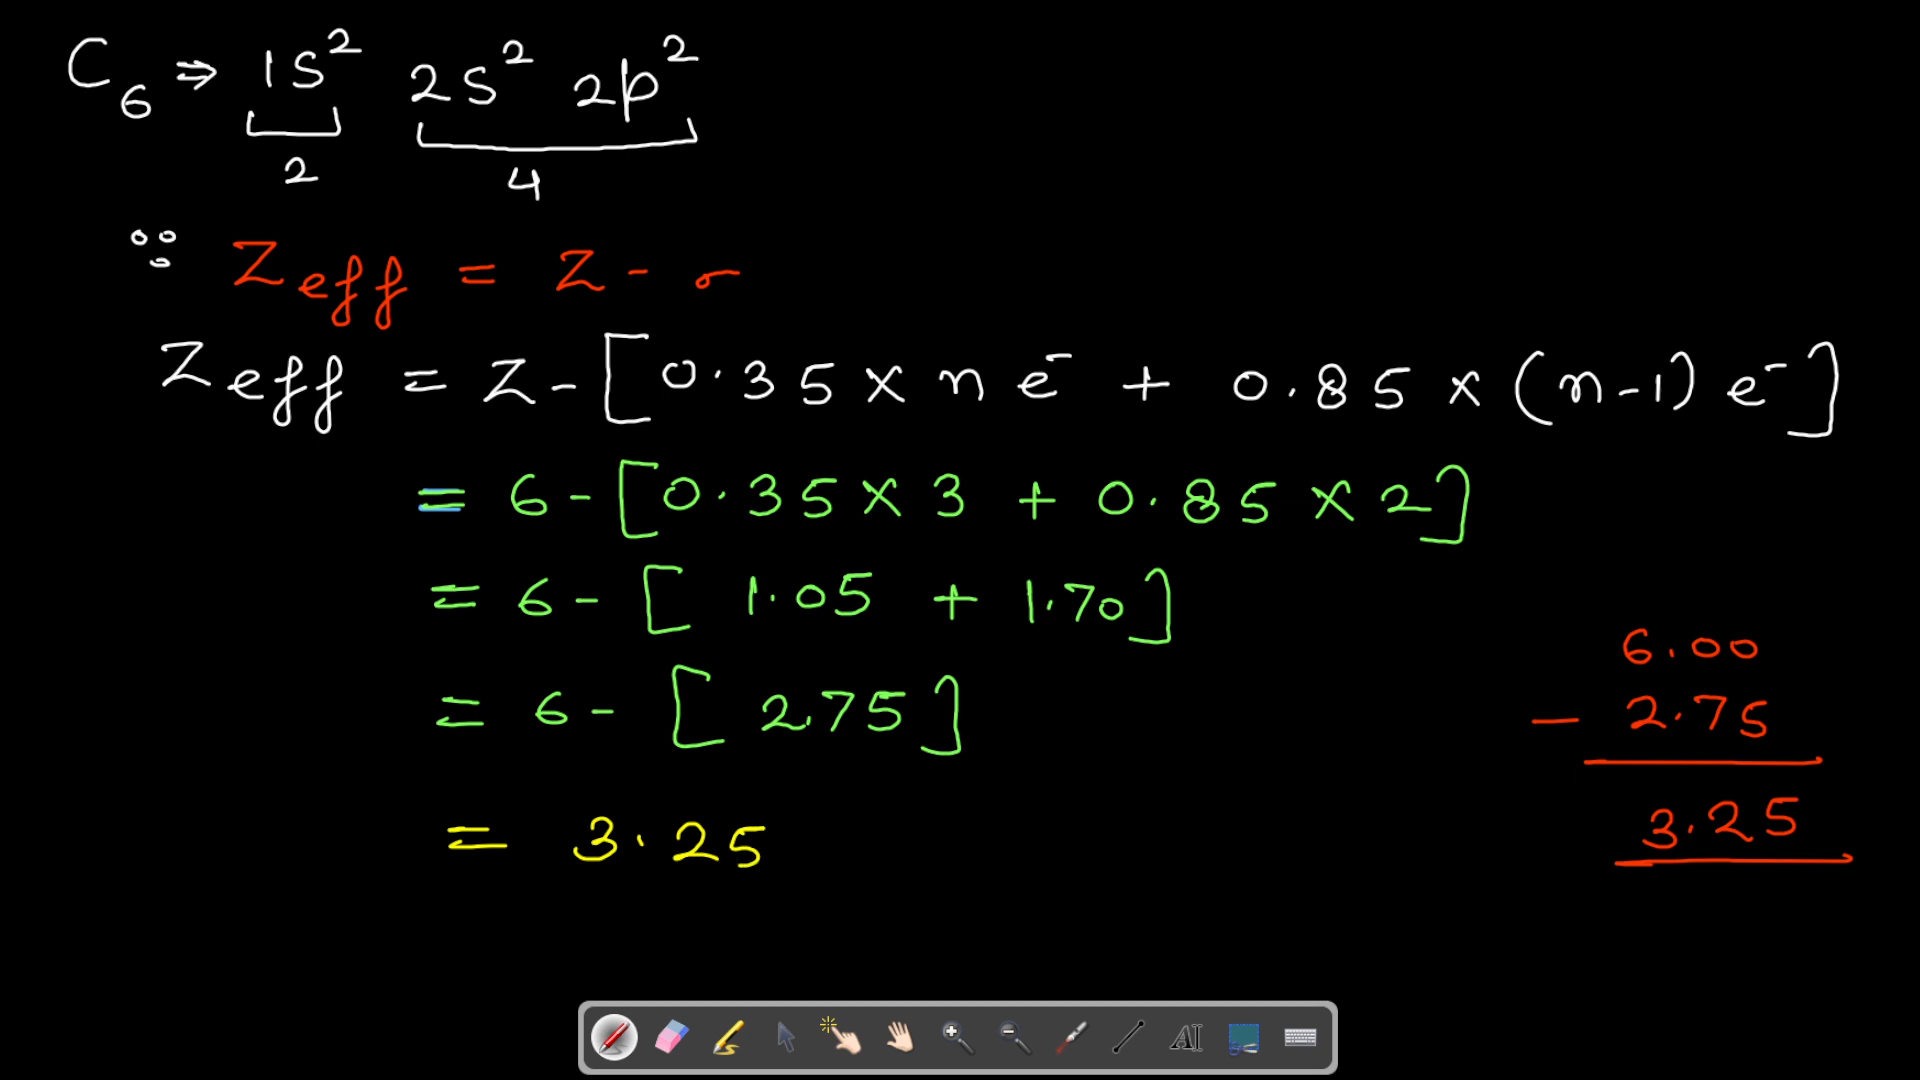 C₆ ⇒ 1s² 2s² 2p²
2 4
∵ Zeff = Z - σ
Zeff = Z - [0.35 × n e⁻ + 0.85 × (n-1) e⁻]
= 6 - [0.35 × 3 + 0.85 × 2]
= 6 - [1.05 + 1.70]
= 6 - [2.75]
= 3.25
6.00
- 2.75
3.25
AI